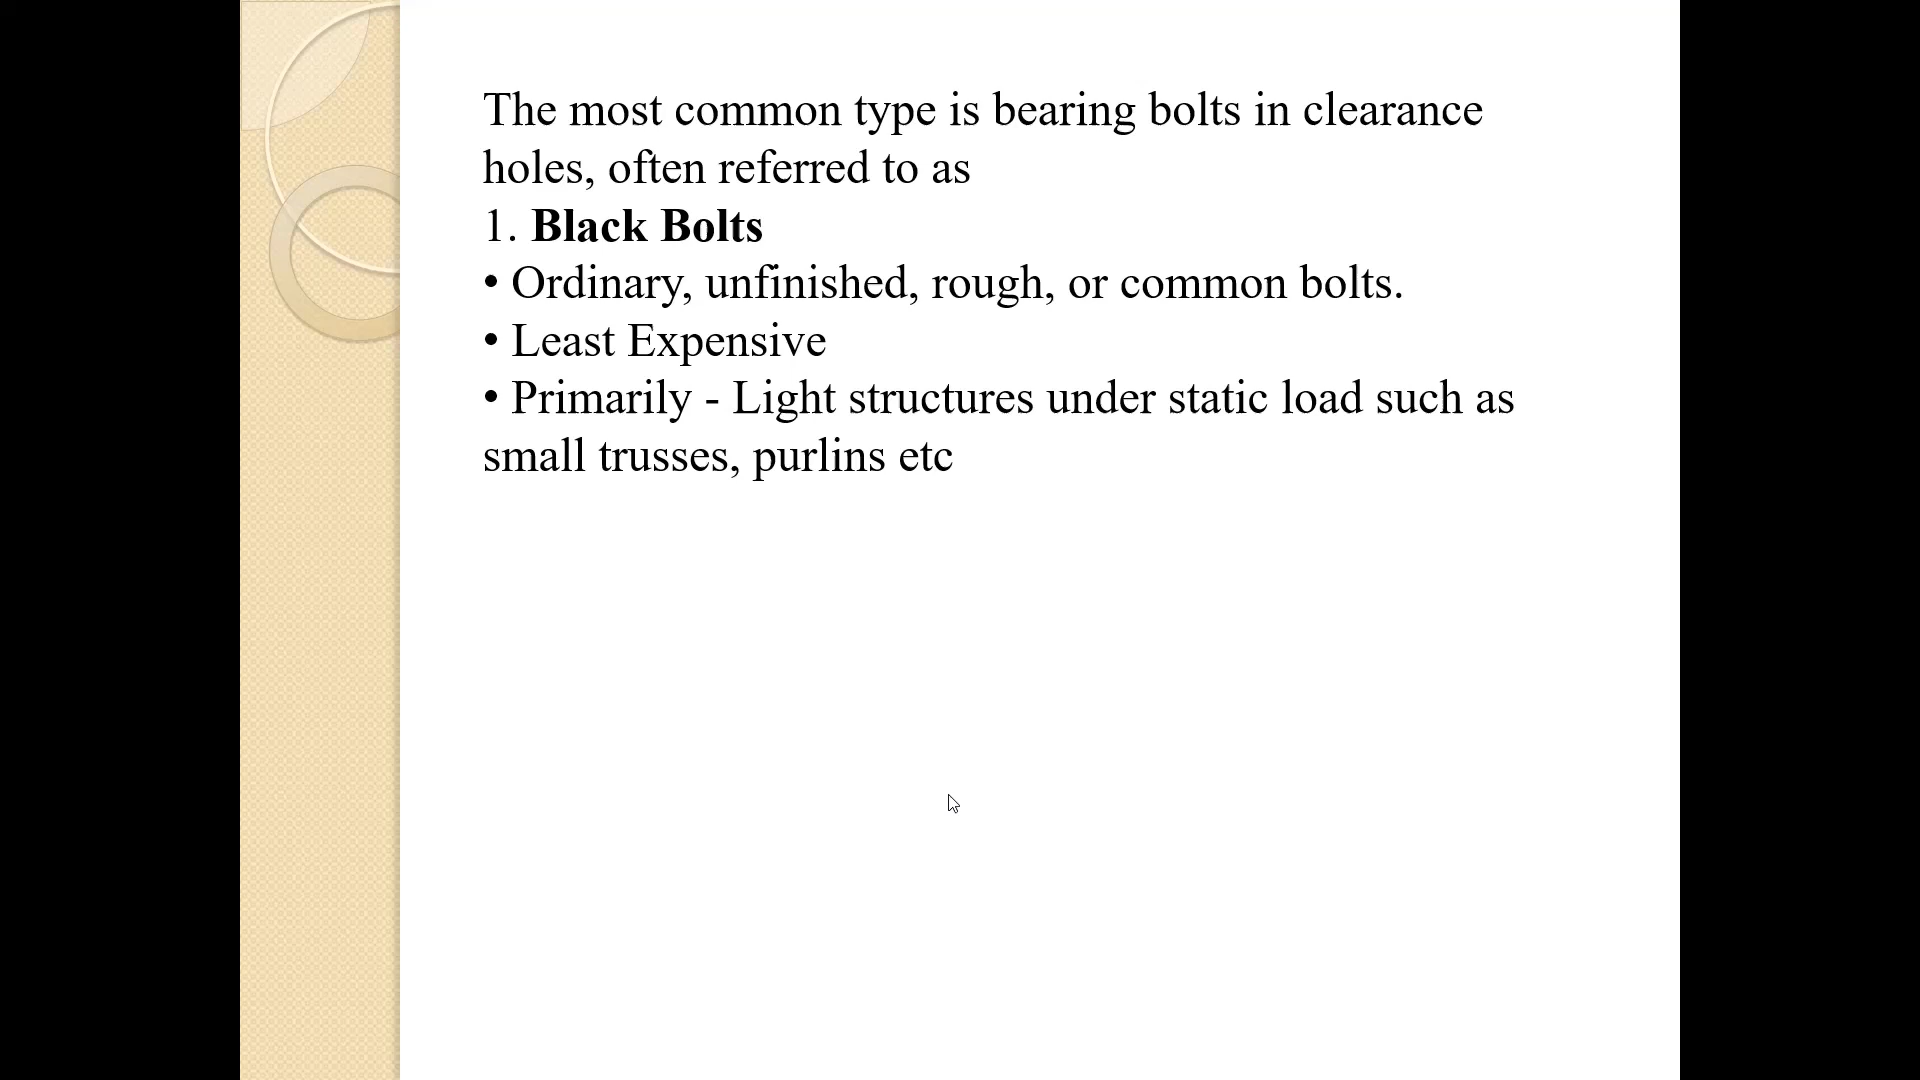 The most common type is bearing bolts in clearance
holes, often referred to as
1. Black Bolts
• Ordinary, unfinished, rough, or common bolts.
• Least Expensive
• Primarily - Light structures under static load such as
small trusses, purlins etc